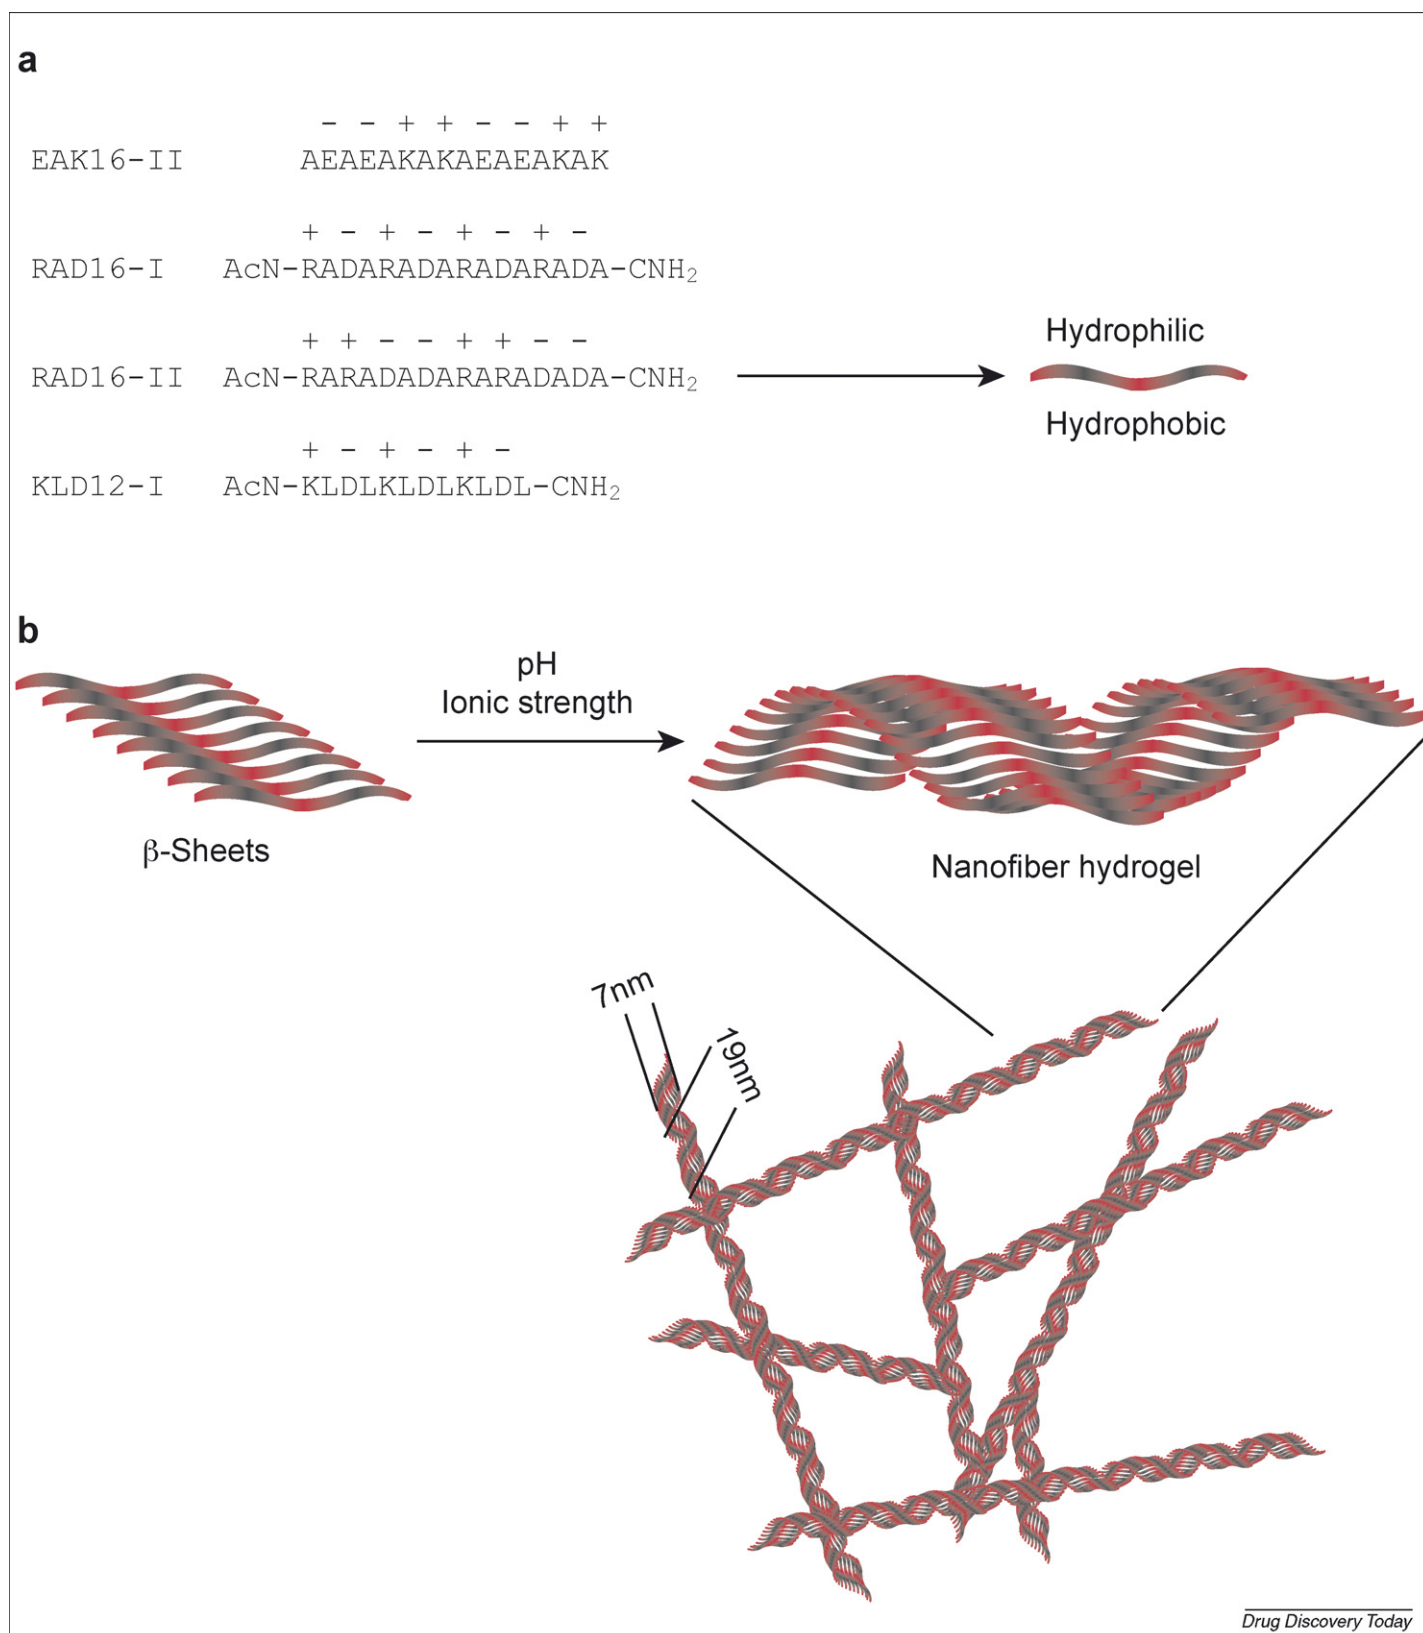 a
− − + + − − + +
EAK16-II AEAEAKAKAEAEAKAK
+ − + − + − + −
RAD16-I AcN-RADARADARADARADA-CNH₂
+ + − − + + − −
RAD16-II AcN-RARADADARARADADA-CNH₂
Hydrophilic
Hydrophobic
+ − + − + −
KLD12-I AcN-KLDLKLDLKLDL-CNH₂
b
pH
Ionic strength
β-Sheets
Nanofiber hydrogel
7nm
19nm
Drug Discovery Today